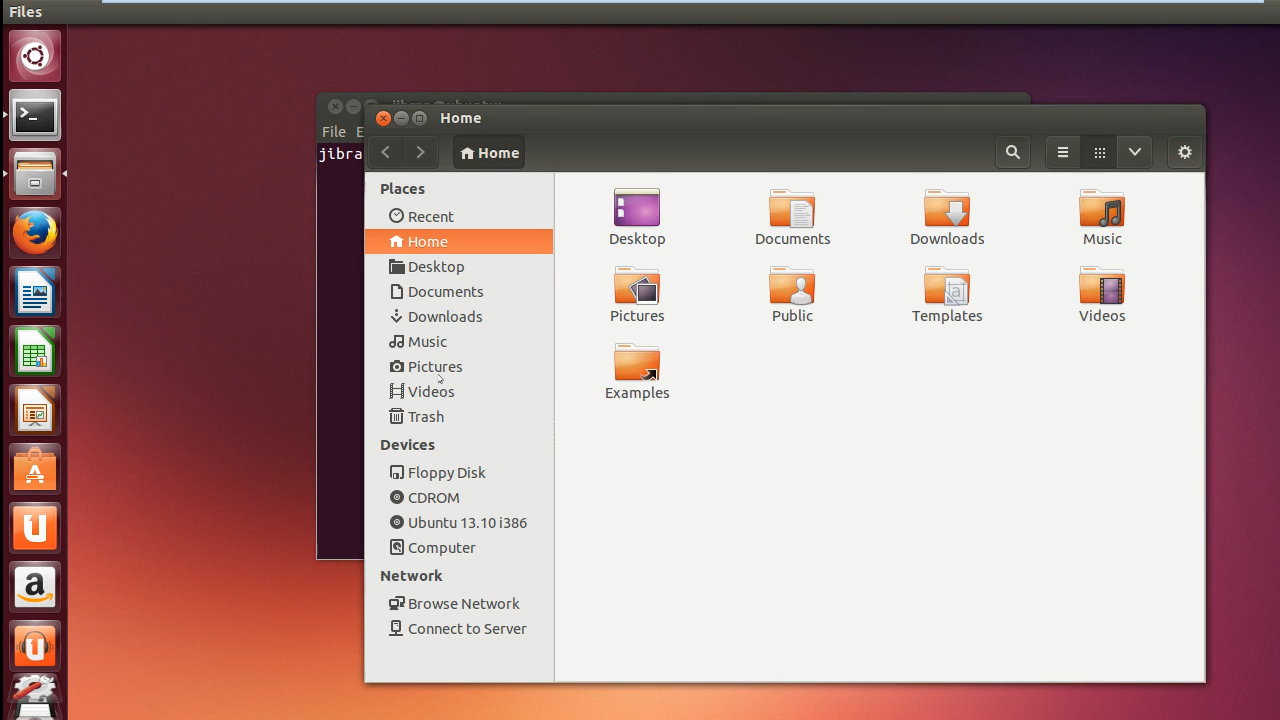 Files
Home
File
jibra
Home
Places
Recent
Home
Desktop
Documents
Downloads
Music
Pictures
Videos
Trash
Devices
Floppy Disk
CDROM
Ubuntu 13.10 i386
Computer
Network
Browse Network
Connect to Server
Desktop
Documents
Downloads
Music
Pictures
Public
Templates
Videos
Examples